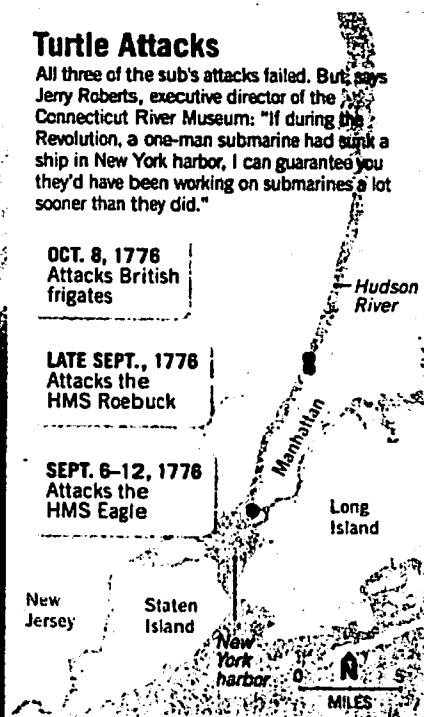 Turtle Attacks
All three of the sub's attacks failed. But, says
Jerry Roberts, executive director of the
Connecticut River Museum: "If during the
Revolution, a one-man submarine had sunk a
ship in New York harbor, I can guarantee you
they'd have been working on submarines a lot
sooner than they did."
OCT. 8, 1776
Attacks British
frigates
Hudson
River
LATE SEPT., 1776
Attacks the
HMS Roebuck
Manhattan
SEPT. 6–12, 1776
Attacks the
HMS Eagle
Long
Island
New
Jersey
Staten
Island
New
York
harbor
N
0 5
MILES